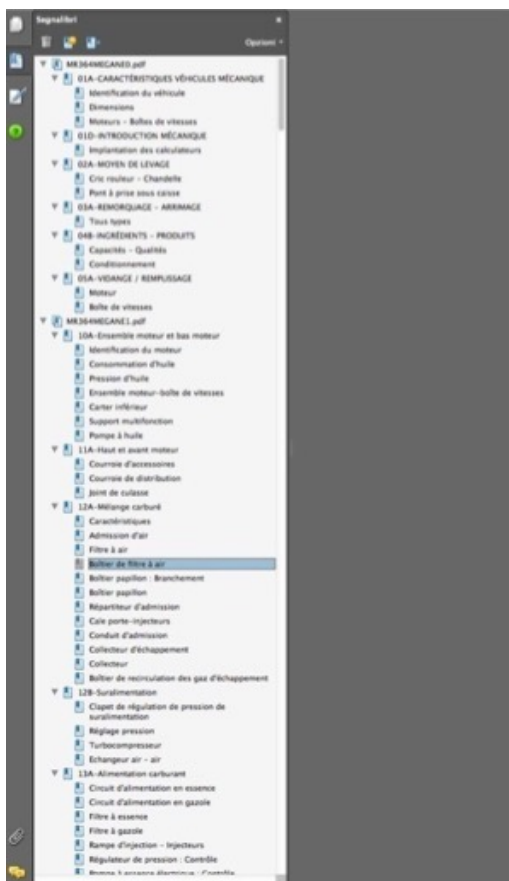 Segnalibri
Opzioni
MR364MEGANE0.pdf
01A-CARACTÉRISTIQUES VÉHICULES MÉCANIQUE
Identification du véhicule
Dimensions
Moteurs - Boîtes de vitesses
01D-INTRODUCTION MÉCANIQUE
Implantation des calculateurs
02A-MOYEN DE LEVAGE
Cric rouleur - Chandelle
Pont à prise sous caisse
03A-REMORQUAGE - ARRIMAGE
Tous types
04B-INGRÉDIENTS - PRODUITS
Capacités - Qualités
Conditionnement
05A-VIDANGE / REMPLISSAGE
Moteur
Boîte de vitesses
MR364MEGANE1.pdf
10A-Ensemble moteur et bas moteur
Identification du moteur
Consommation d'huile
Pression d'huile
Ensemble moteur-boîte de vitesses
Carter inférieur
Support multifonction
Pompe à huile
11A-Haut et avant moteur
Courroie d'accessoires
Courroie de distribution
Joint de culasse
12A-Mélange carburé
Caractéristiques
Admission d'air
Filtre à air
Boîtier de filtre à air
Boîtier papillon : Branchement
Boîtier papillon
Répartiteur d'admission
Cale porte-injecteurs
Conduit d'admission
Collecteur d'échappement
Collecteur
Boîtier de recirculation des gaz d'échappement
12B-Suralimentation
Clapet de régulation de pression de
suralimentation
Réglage pression
Turbocompresseur
Echangeur air - air
13A-Alimentation carburant
Circuit d'alimentation en essence
Circuit d'alimentation en gazole
Filtre à essence
Filtre à gazole
Rampe d'injection - Injecteurs
Régulateur de pression : Contrôle
Pompe à essence électrique : Contrôle